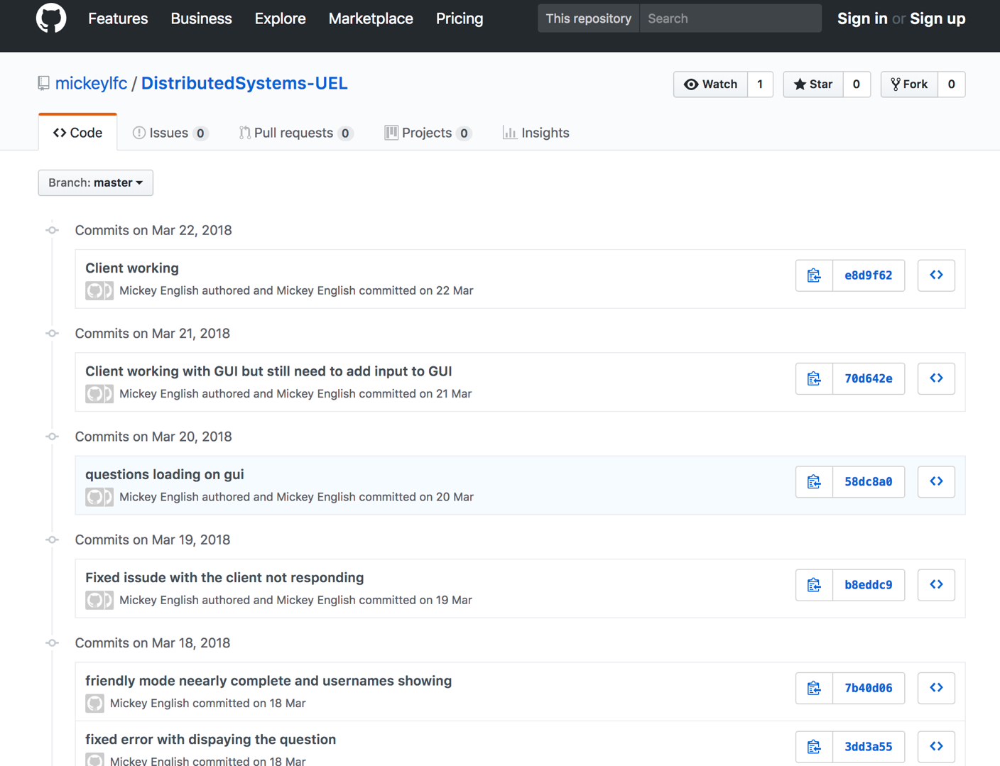 Features Business Explore Marketplace Pricing This repository Search Sign in or Sign up
mickeylfc / DistributedSystems-UEL Watch 1 Star 0 Fork 0
Code Issues 0 Pull requests 0 Projects 0 Insights
Branch: master
Commits on Mar 22, 2018
Client working
Mickey English authored and Mickey English committed on 22 Mar
e8d9f62
Commits on Mar 21, 2018
Client working with GUI but still need to add input to GUI
Mickey English authored and Mickey English committed on 21 Mar
70d642e
Commits on Mar 20, 2018
questions loading on gui
Mickey English authored and Mickey English committed on 20 Mar
58dc8a0
Commits on Mar 19, 2018
Fixed issude with the client not responding
Mickey English authored and Mickey English committed on 19 Mar
b8eddc9
Commits on Mar 18, 2018
friendly mode neearly complete and usernames showing
Mickey English committed on 18 Mar
7b40d06
fixed error with dispaying the question
Mickey English committed on 18 Mar
3dd3a55